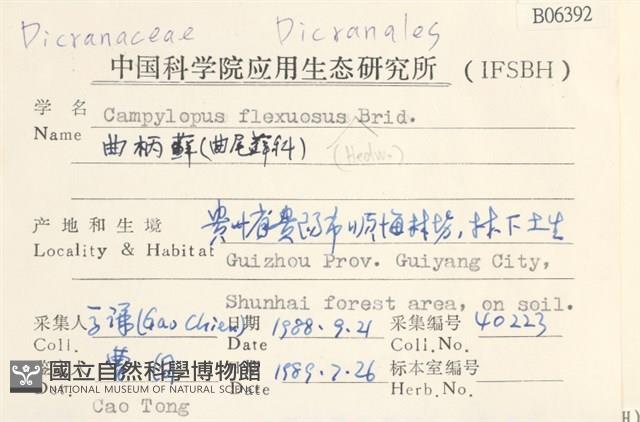 B06392
Dicranaceae Dicranales
中国科学院应用生态研究所 (IFSBH)
学名 Campylopus flexuosus Brid.
Name 曲柄藓(曲尾藓科) (Hedw.)
产地和生境 贵州省贵阳市顺海林场,林下土生
Locality & Habitat Guizhou Prov. Guiyang City,
Shunhai forest area, on soil.
采集人 (Gao Chien) 日期 1988.9.21 采集编号 40223
Coll. Date Coll.No.
曹同 1989.7.26 标本室编号
Det. Date Herb.No.
Cao Tong
國立自然科學博物館
NATIONAL MUSEUM OF NATURAL SCIENCE
H)